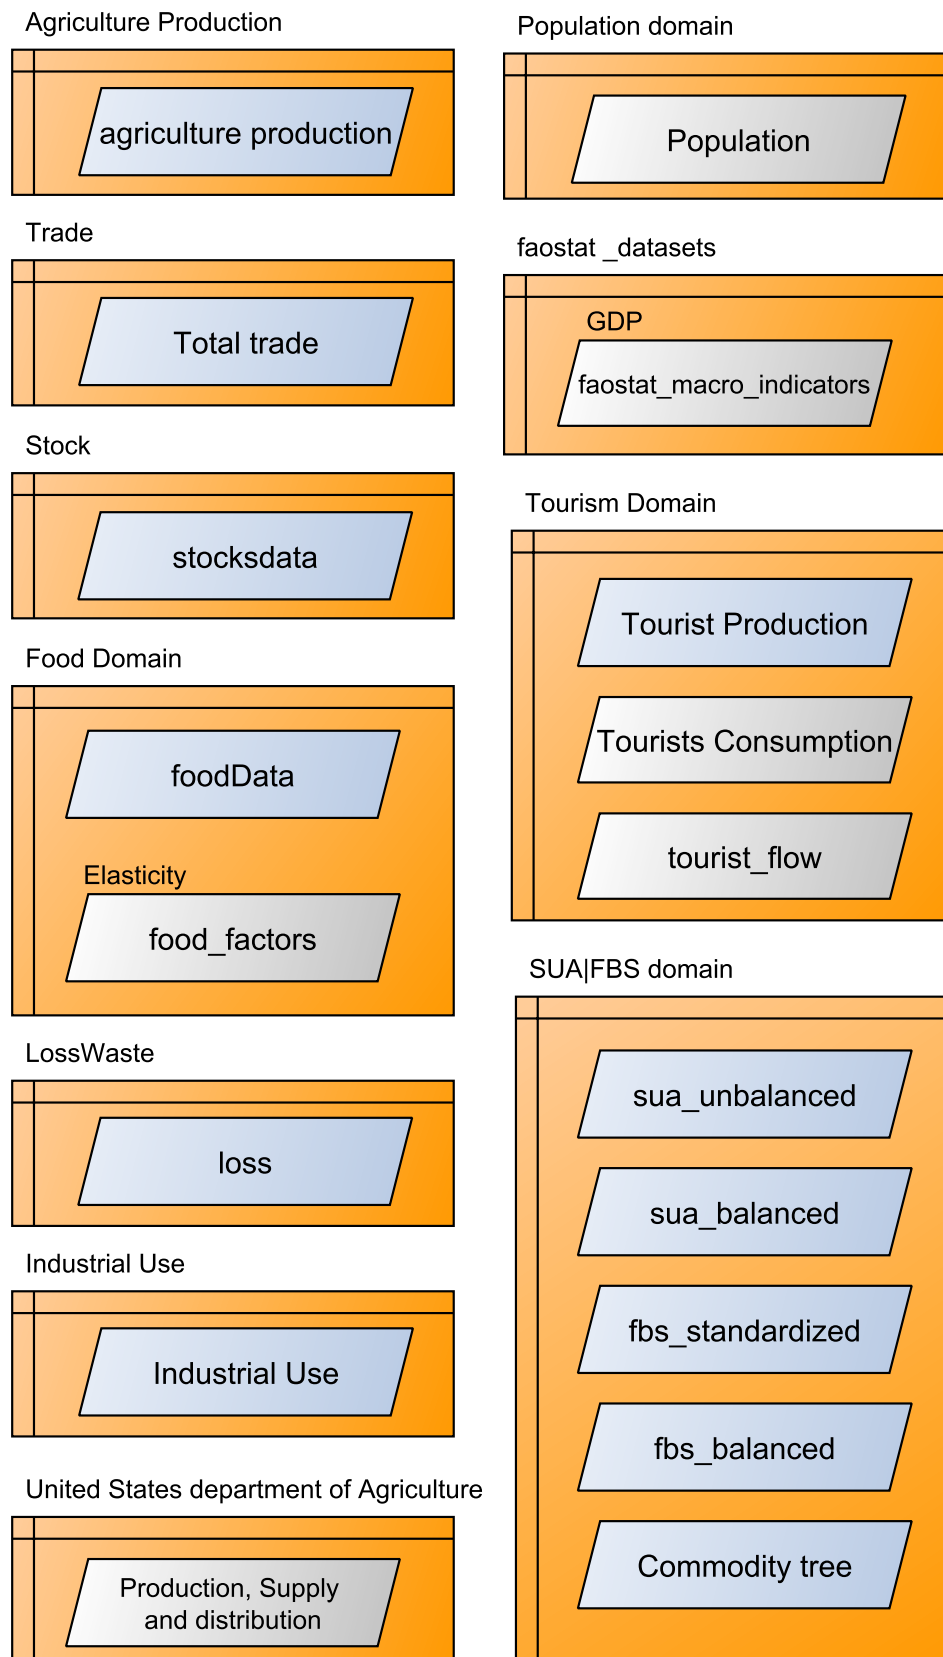 Agriculture Production
agriculture production
Trade
Total trade
Stock
stocksdata
Food Domain
foodData
Elasticity
food_factors
LossWaste
loss
Industrial Use
Industrial Use
United States department of Agriculture
Production, Supply
and distribution
Population domain
Population
faostat _datasets
GDP
faostat_macro_indicators
Tourism Domain
Tourist Production
Tourists Consumption
tourist_flow
SUA|FBS domain
sua_unbalanced
sua_balanced
fbs_standardized
fbs_balanced
Commodity tree